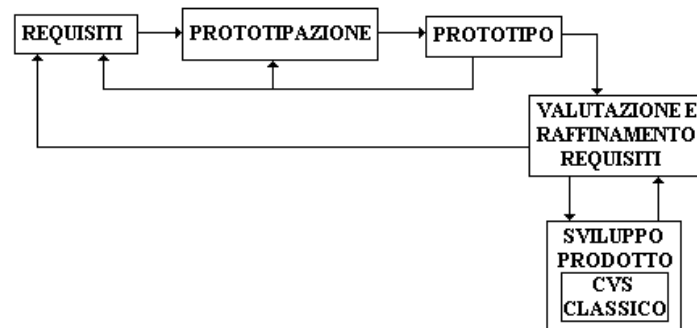 REQUISITI
PROTOTIPAZIONE
PROTOTIPO
VALUTAZIONE E
RAFFINAMENTO
REQUISITI
SVILUPPO
PRODOTTO
CVS
CLASSICO